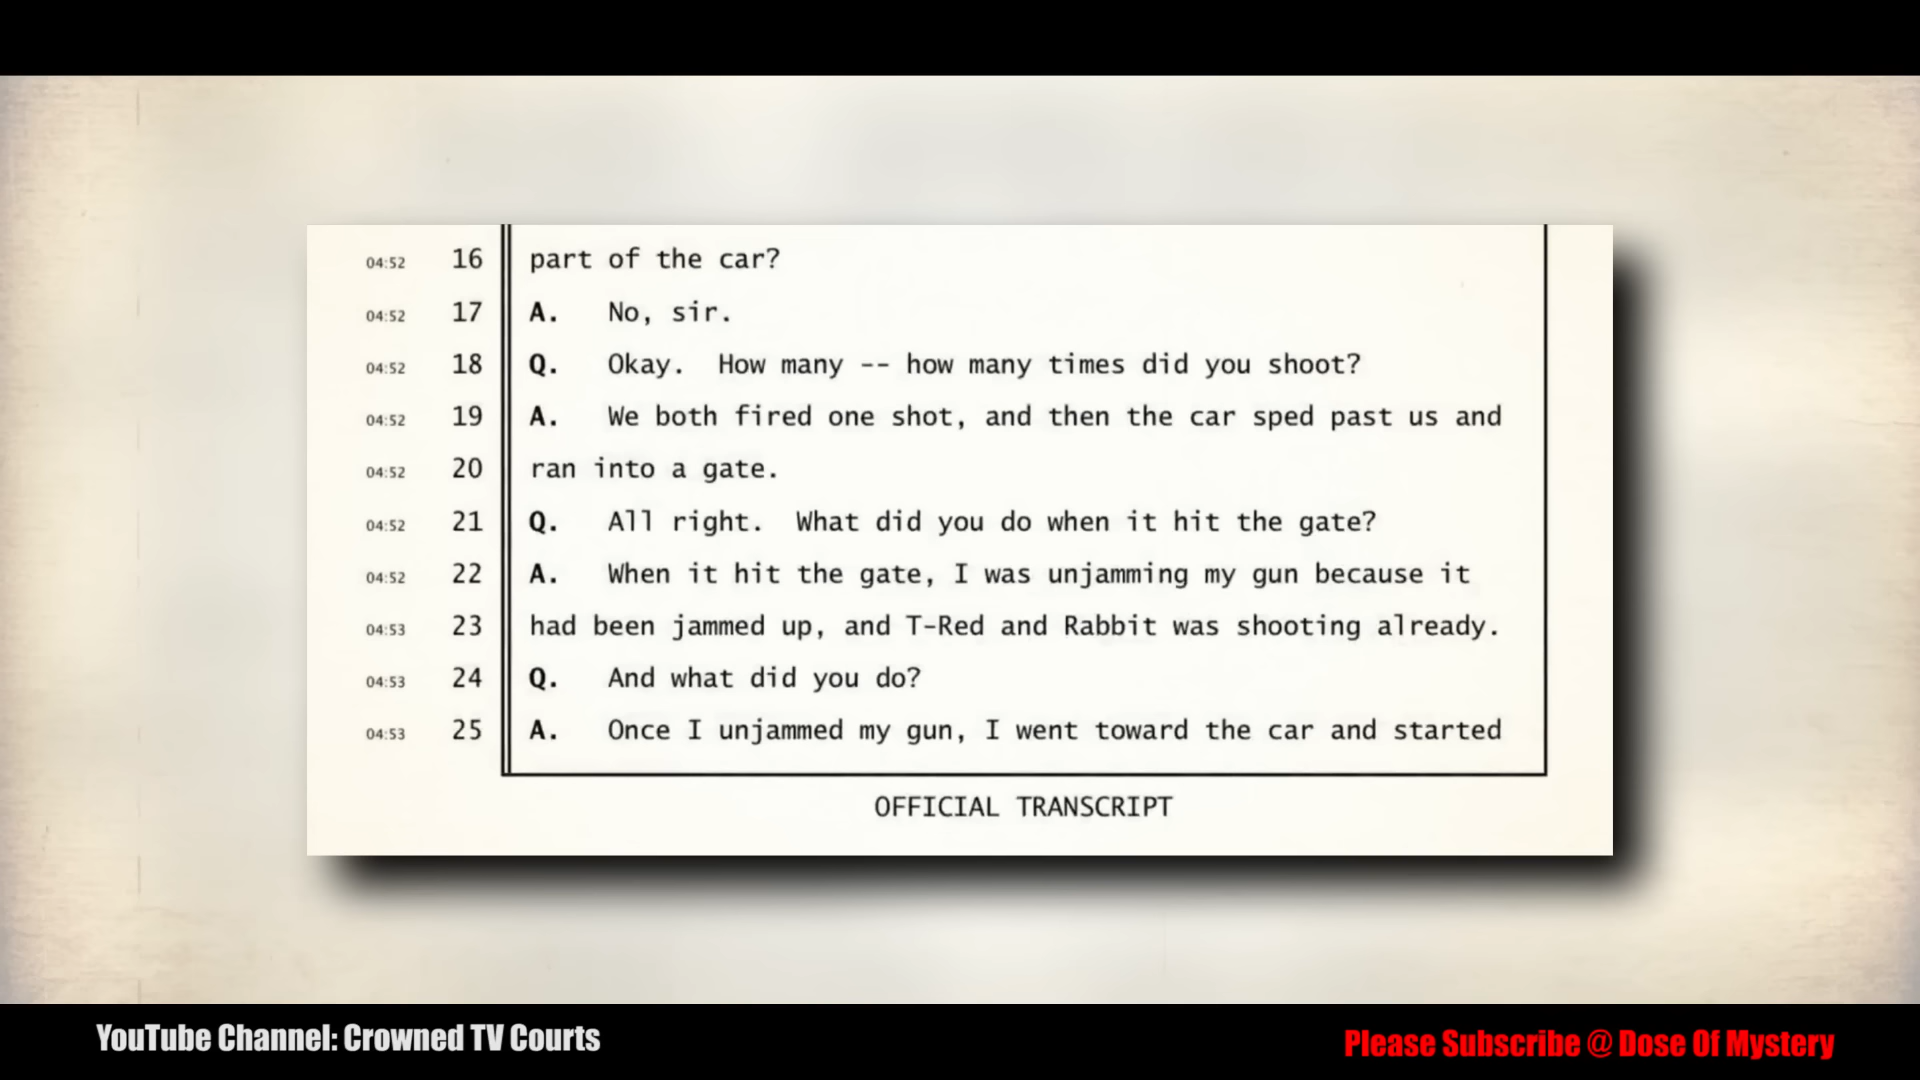 04:52 16 part of the car?
04:52 17 A. No, sir.
04:52 18 Q. Okay. How many -- how many times did you shoot?
04:52 19 A. We both fired one shot, and then the car sped past us and
04:52 20 ran into a gate.
04:52 21 Q. All right. What did you do when it hit the gate?
04:52 22 A. When it hit the gate, I was unjamming my gun because it
04:53 23 had been jammed up, and T-Red and Rabbit was shooting already.
04:53 24 Q. And what did you do?
04:53 25 A. Once I unjammed my gun, I went toward the car and started
OFFICIAL TRANSCRIPT
YouTube Channel: Crowned TV Courts
Please Subscribe @ Dose Of Mystery